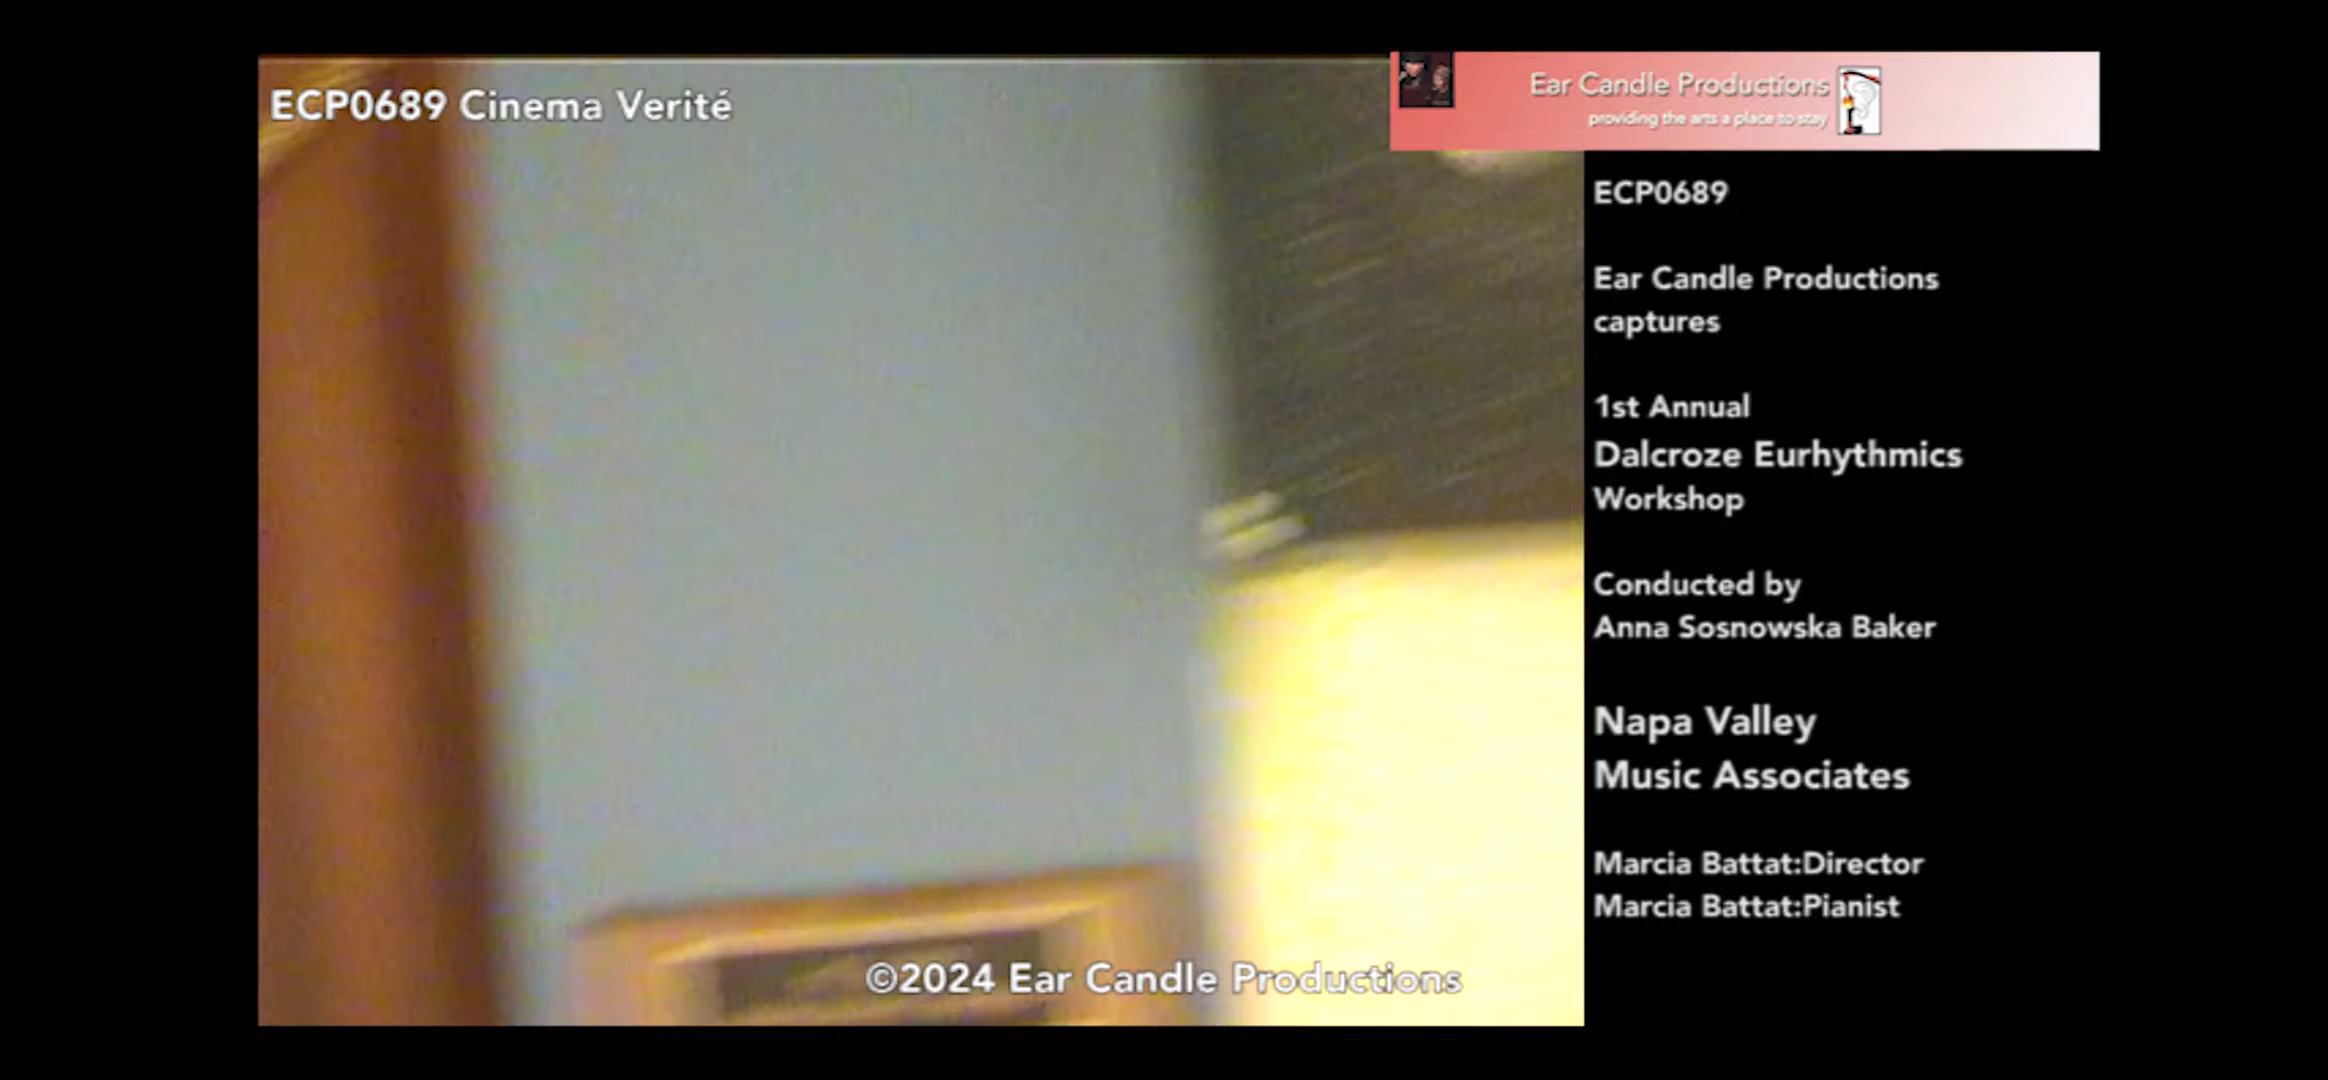 ECP0689 Cinema Verité
Ear Candle Productions
providing the arts a place to stay
ECP0689
Ear Candle Productions
captures
1st Annual
Dalcroze Eurhythmics
Workshop
Conducted by
Anna Sosnowska Baker
Napa Valley
Music Associates
Marcia Battat:Director
Marcia Battat:Pianist
©2024 Ear Candle Productions